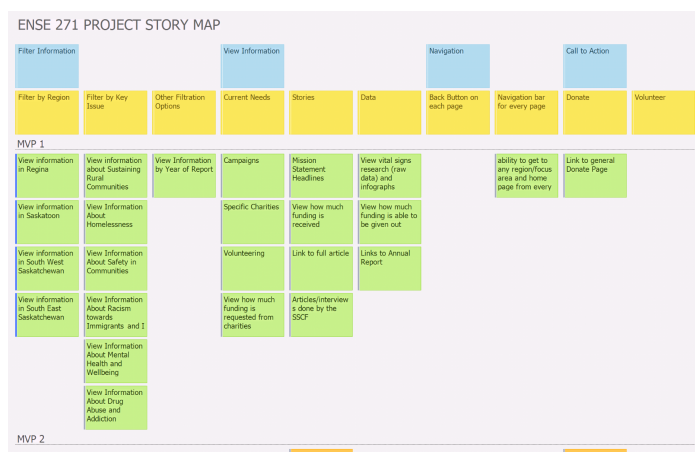 ENSE 271 PROJECT STORY MAP
Filter Information
View Information
Navigation
Call to Action
Filter by Region
Filter by Key
Issue
Other Filtration
Options
Current Needs
Stories
Data
Back Button on
each page
Navigation bar
for every page
Donate
Volunteer
MVP 1
View information
in Regina
View information
about Sustaining
Rural
Communities
View Information
by Year of Report
Campaigns
Mission
Statement
Headlines
View vital signs
research (raw
data) and
infographs
ability to get to
any region/focus
area and home
page from every
Link to general
Donate Page
View information
in Saskatoon
View Information
About
Homelessness
Specific Charities
View how much
funding is
received
View how much
funding is able to
be given out
View information
in South West
Saskatchewan
View Information
About Safety in
Communities
Volunteering
Link to full article
Links to Annual
Report
View information
in South East
Saskatchewan
View Information
About Racism
towards
Immigrants and I
View how much
funding is
requested from
charities
Articles/interview
s done by the
SSCF
View Information
About Mental
Health and
Wellbeing
View Information
About Drug
Abuse and
Addiction
MVP 2